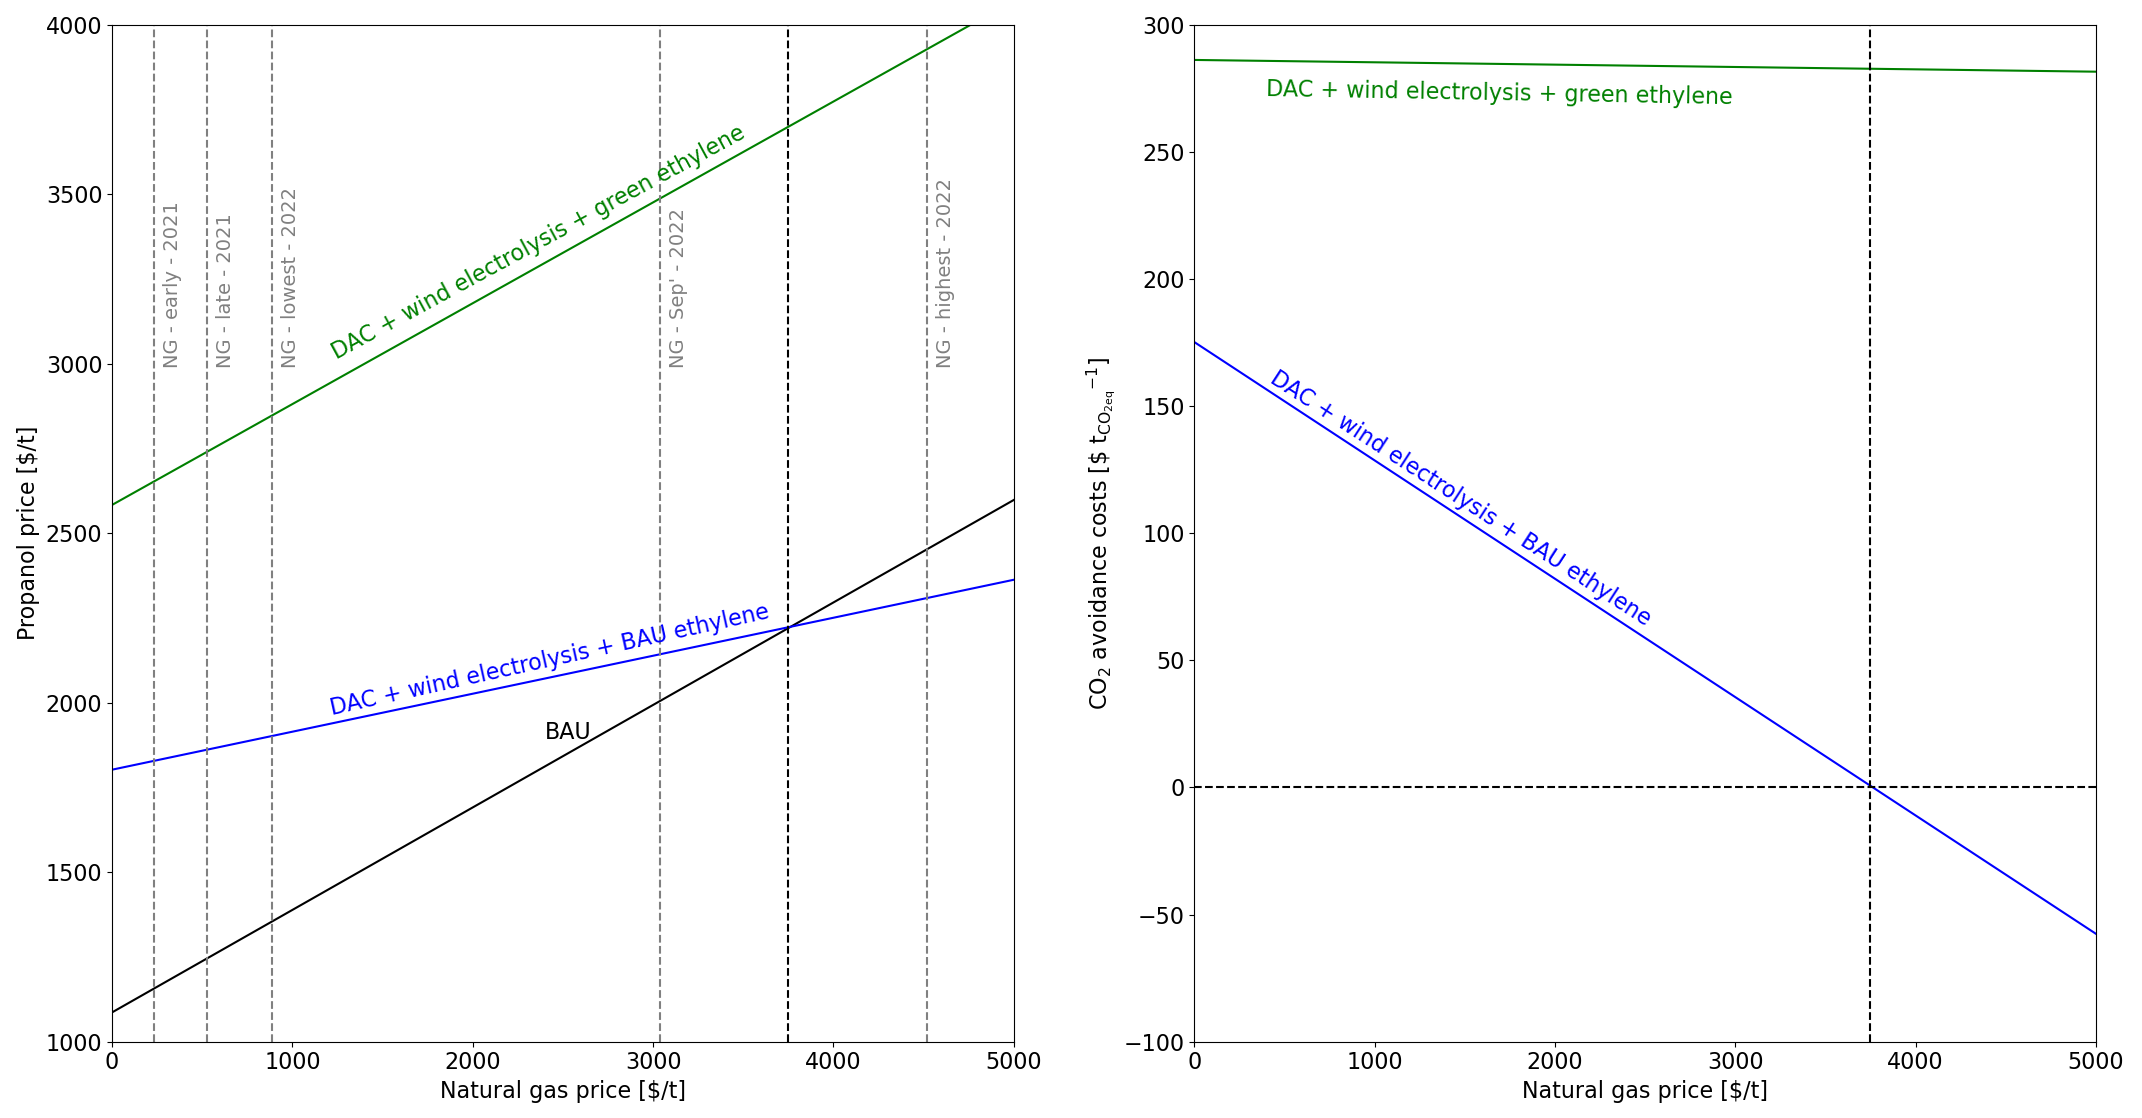 4000
3500
3000
2500
2000
1500
1000
Propanol price [$/t]
0
1000
2000
3000
4000
5000
Natural gas price [$/t]
NG - early - 2021
NG - late - 2021
NG - lowest - 2022
NG - Sep' - 2022
NG - highest - 2022
DAC + wind electrolysis + green ethylene
DAC + wind electrolysis + BAU ethylene
BAU
300
250
200
150
100
50
0
−50
−100
CO₂ avoidance costs [$ t_CO₂eq⁻¹]
0
1000
2000
3000
4000
5000
Natural gas price [$/t]
DAC + wind electrolysis + green ethylene
DAC + wind electrolysis + BAU ethylene